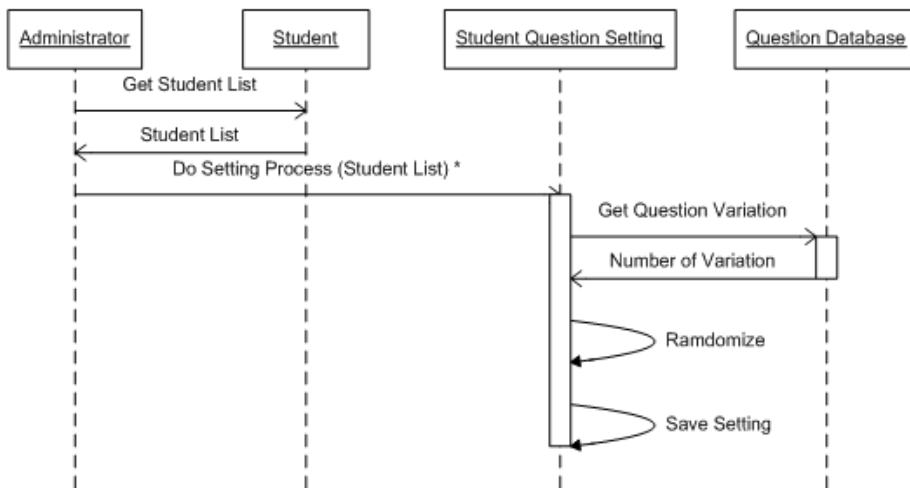 Administrator
Student
Student Question Setting
Question Database
Get Student List
Student List
Do Setting Process (Student List) *
Get Question Variation
Number of Variation
Ramdomize
Save Setting